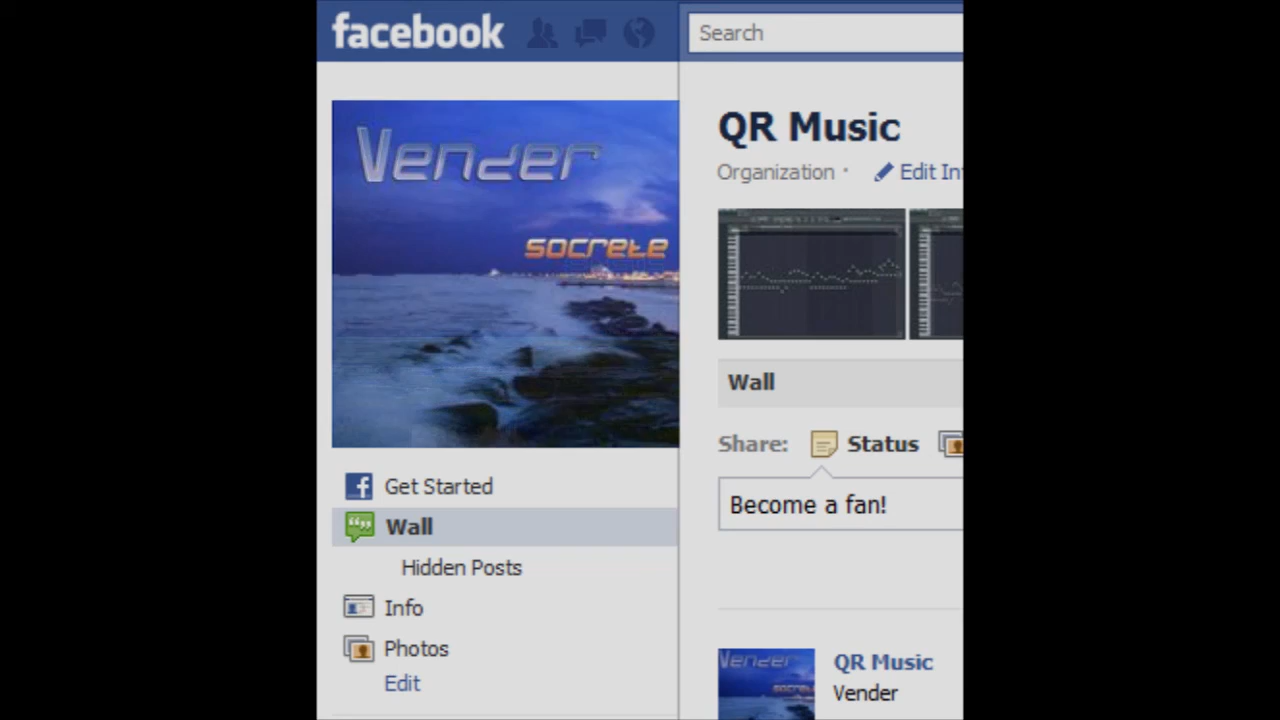 facebook
Search
Vender
socrete
Get Started
Wall
Hidden Posts
Info
Photos
Edit
QR Music
Organization ·
Edit In
Wall
Share:
Status
Become a fan!
Vender
socrete
QR Music
Vender